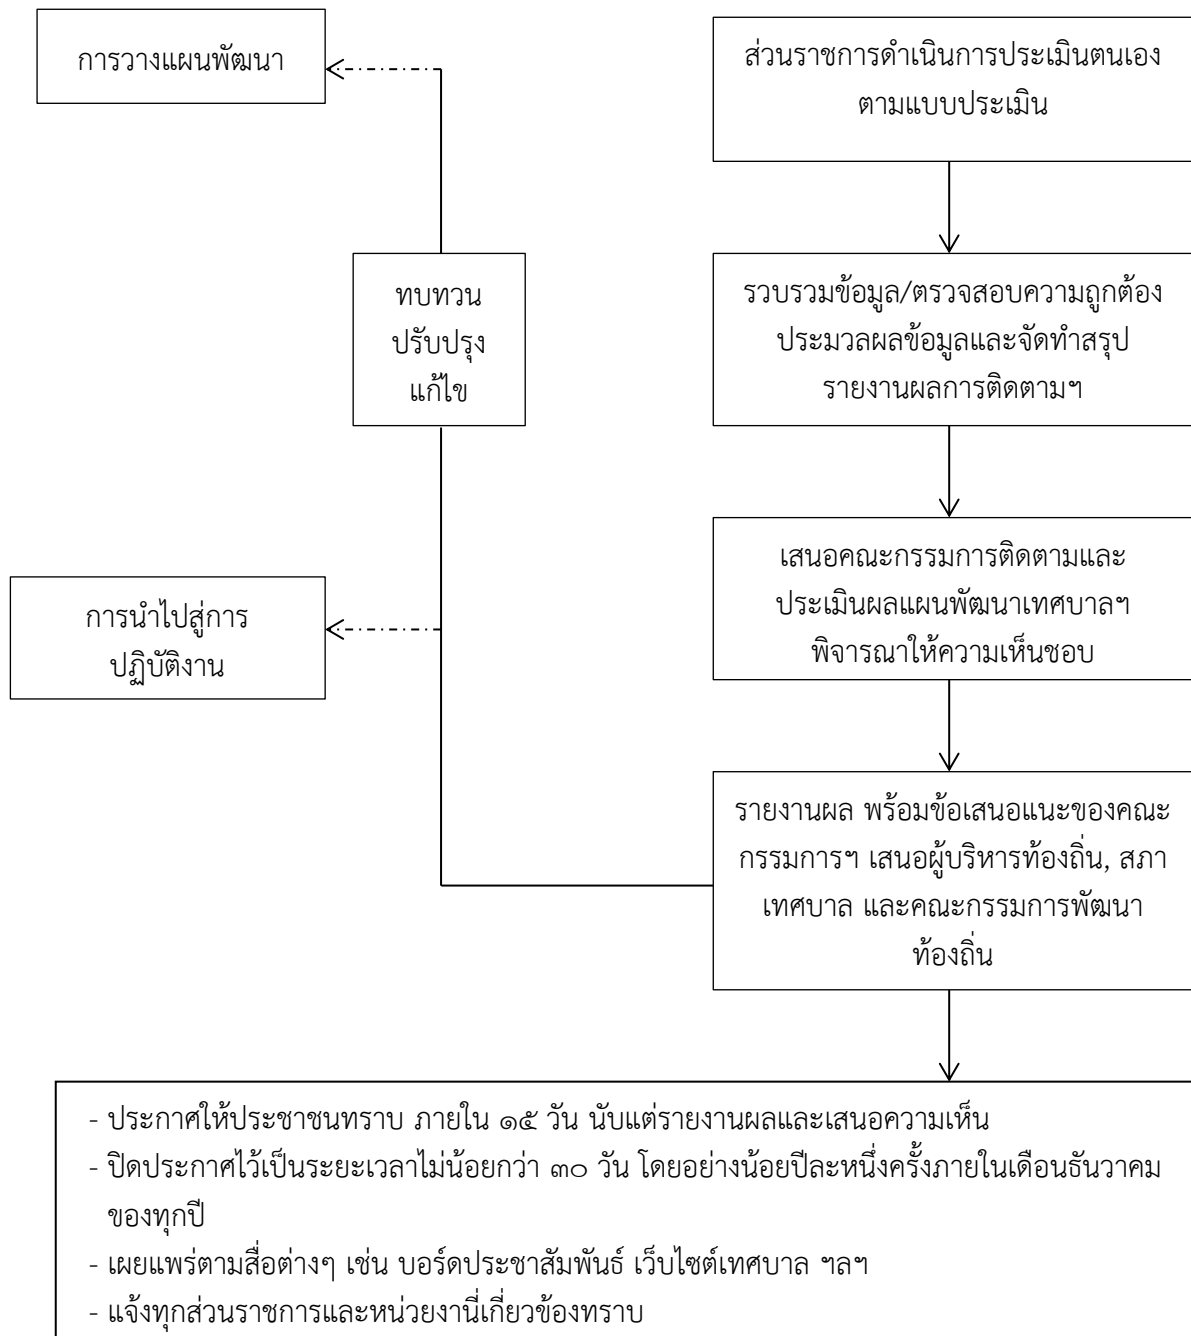 การวางแผนพัฒนา
ส่วนราชการดำเนินการประเมินตนเอง
ตามแบบประเมิน
ทบทวน
ปรับปรุง
แก้ไข
รวบรวมข้อมูล/ตรวจสอบความถูกต้อง
ประมวลผลข้อมูลและจัดทำสรุป
รายงานผลการติดตามฯ
การนำไปสู่การ
ปฏิบัติงาน
เสนอคณะกรรมการติดตามและ
ประเมินผลแผนพัฒนาเทศบาลฯ
พิจารณาให้ความเห็นชอบ
รายงานผล พร้อมข้อเสนอแนะของคณะ
กรรมการฯ เสนอผู้บริหารท้องถิ่น, สภา
เทศบาล และคณะกรรมการพัฒนา
ท้องถิ่น
- ประกาศให้ประชาชนทราบ ภายใน ๑๕ วัน นับแต่รายงานผลและเสนอความเห็น
- ปิดประกาศไว้เป็นระยะเวลาไม่น้อยกว่า ๓๐ วัน โดยอย่างน้อยปีละหนึ่งครั้งภายในเดือนธันวาคม
ของทุกปี
- เผยแพร่ตามสื่อต่างๆ เช่น บอร์ดประชาสัมพันธ์ เว็บไซต์เทศบาล ฯลฯ
- แจ้งทุกส่วนราชการและหน่วยงานี่เกี่ยวข้องทราบ